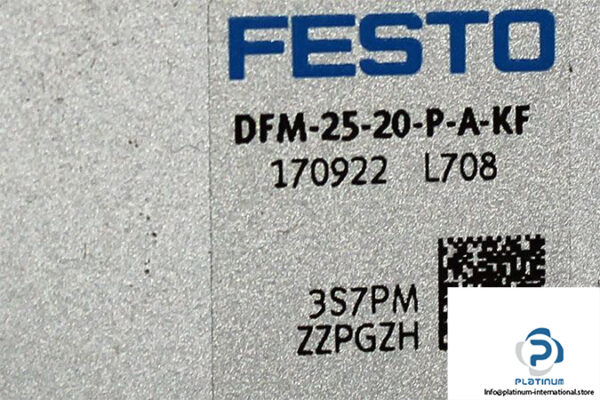 FESTO
DFM-25-20-P-A-KF
170922 L708
3S7PM
ZZPGZH
PLATINUM
Info@platinum-international.store